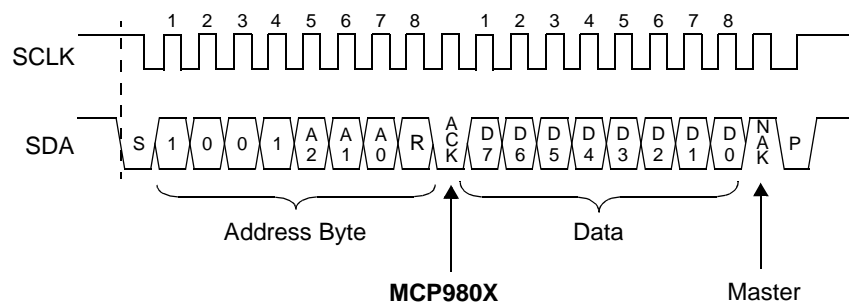 1 2 3 4 5 6 7 8 1 2 3 4 5 6 7 8
SCLK
SDA S 1 0 0 1 A2 A1 A0 R ACK D7 D6 D5 D4 D3 D2 D1 D0 NAK P
Address Byte Data
MCP980X Master